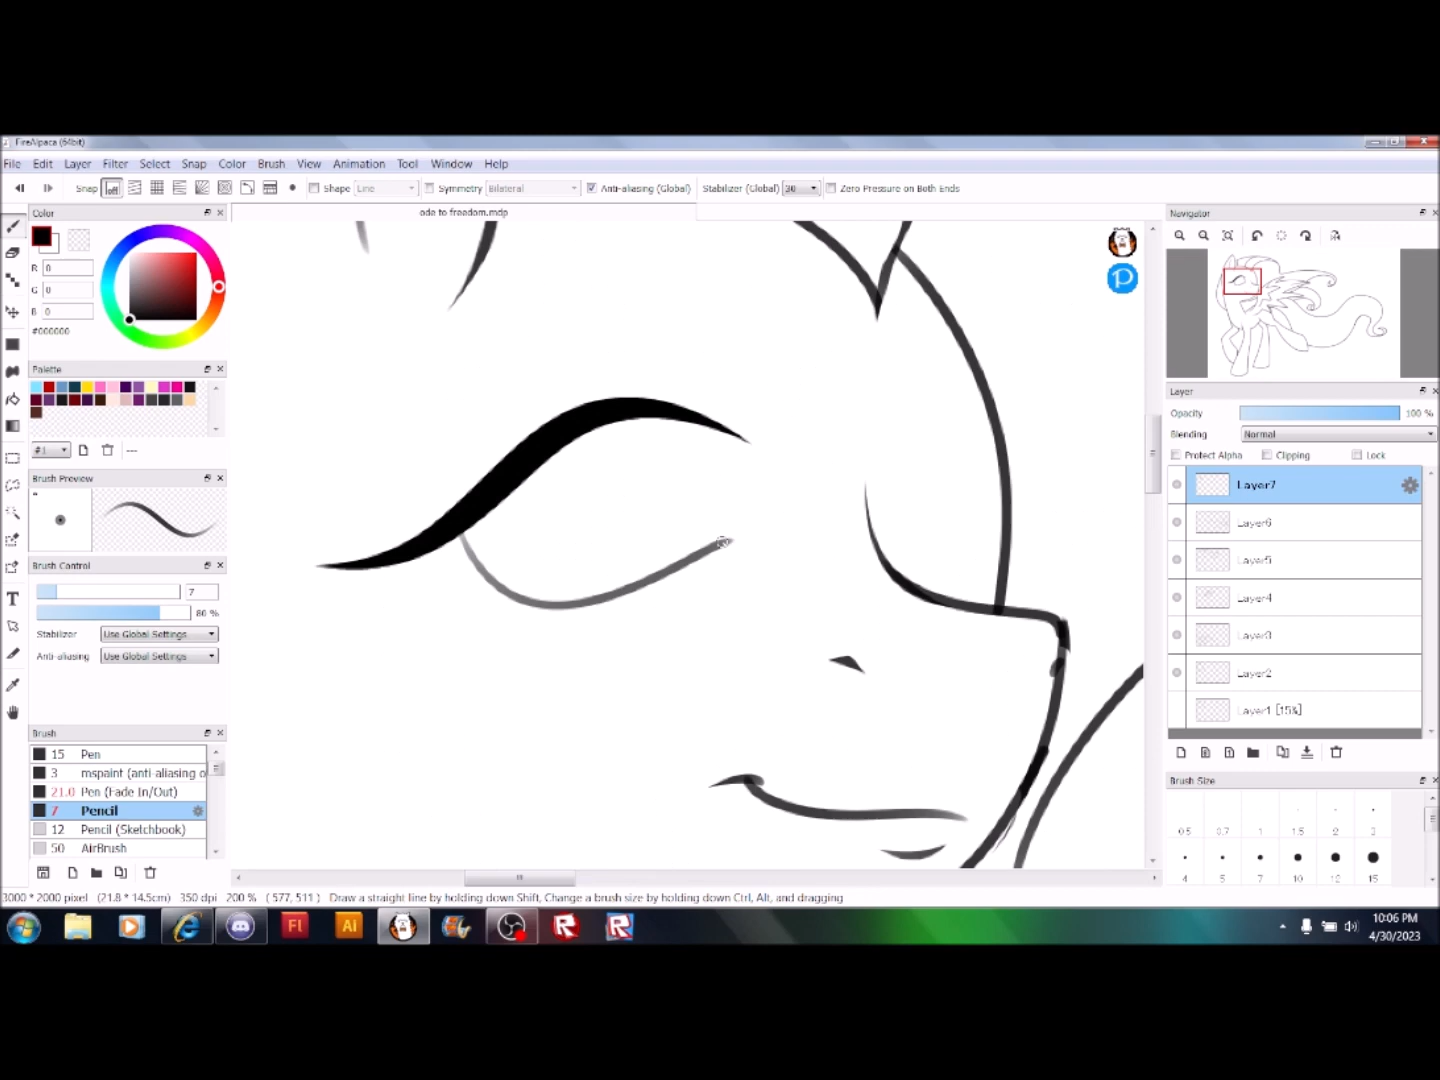 FireAlpaca (64bit)
File Edit Layer Filter Select Snap Color Brush View Animation Tool Window Help
Snap off Shape Line Symmetry Bilateral Anti-aliasing (Global) Stabilizer (Global) 30 Zero Pressure on Both Ends
Color
ode to freedom.mdp
Navigator
R 0
G 0
B 0
#000000
Palette
#1
---
Brush Preview
Brush Control
7
80 %
Stabilizer Use Global Settings
Anti-aliasing Use Global Settings
Brush
15 Pen
3 mspaint (anti-aliasing o
21.0 Pen (Fade In/Out)
7 Pencil
12 Pencil (Sketchbook)
50 AirBrush
Layer
Opacity 100 %
Blending Normal
Protect Alpha Clipping Lock
Layer7
Layer6
Layer5
Layer4
Layer3
Layer2
Layer1 [15%]
Brush Size
0.5 0.7 1 1.5 2 3
4 5 7 10 12 15
3000 * 2000 pixel (21.8 * 14.5cm) 350 dpi 200 % ( 577, 511 ) Draw a straight line by holding down Shift, Change a brush size by holding down Ctrl, Alt, and dragging
Fl
Ai
10:06 PM
4/30/2023